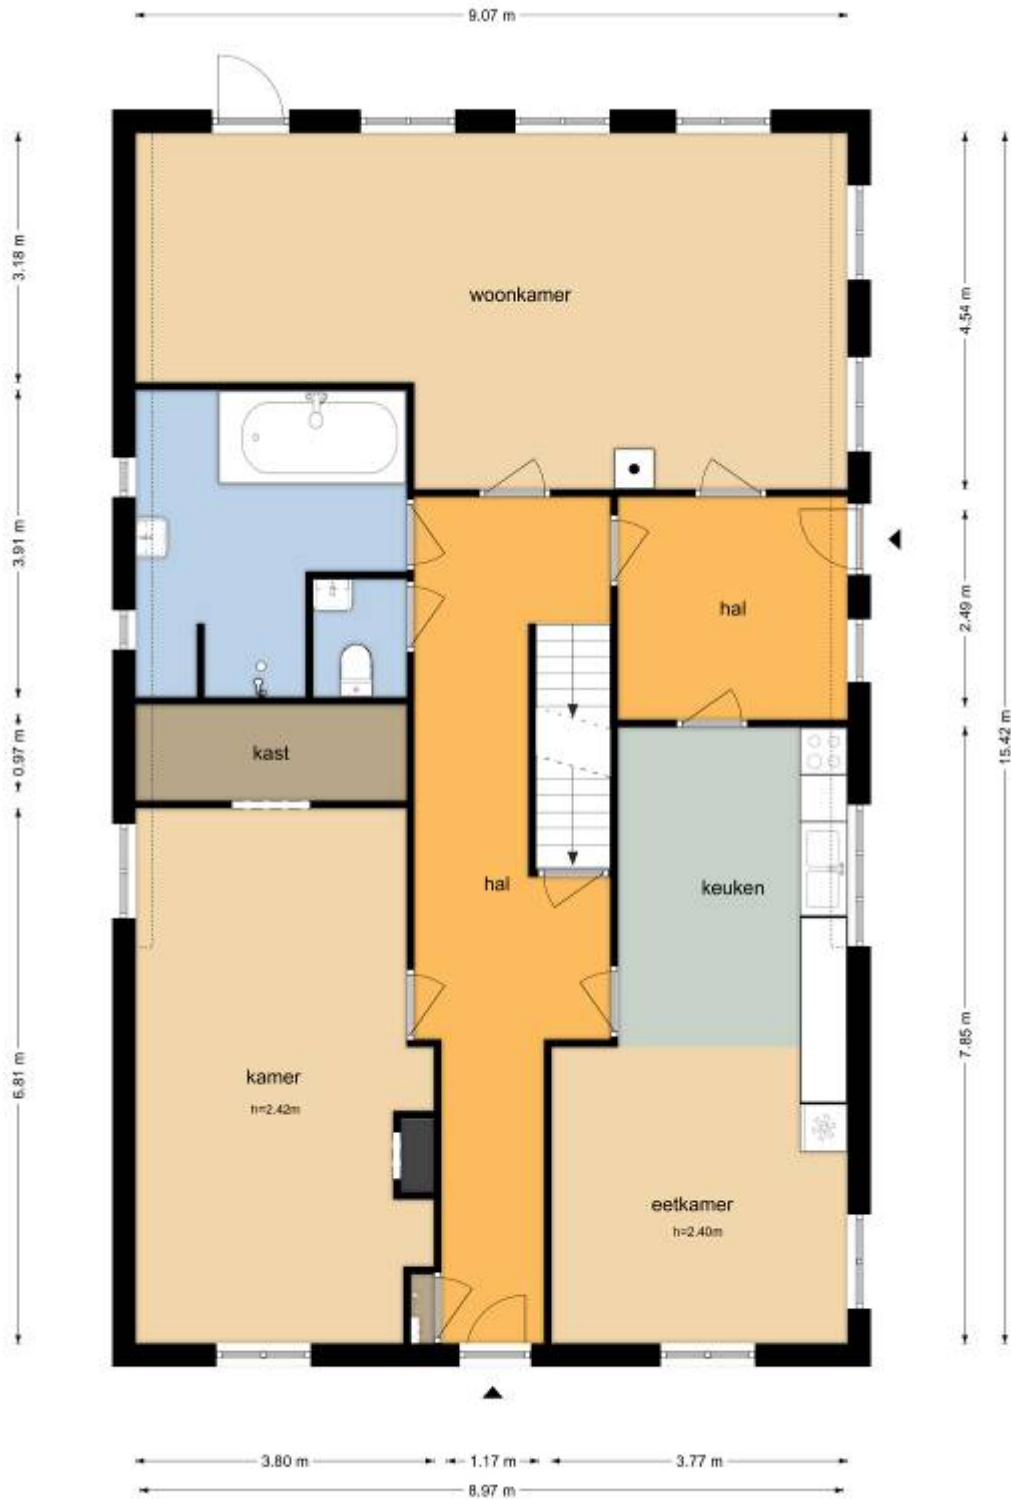 9.07 m
3.18 m
woonkamer
4.54 m
3.91 m
hal
2.49 m
15.42 m
0.97 m
kast
hal
keuken
7.85 m
6.81 m
kamer
h=2.42m
eetkamer
h=2.40m
3.80 m
1.17 m
3.77 m
8.97 m